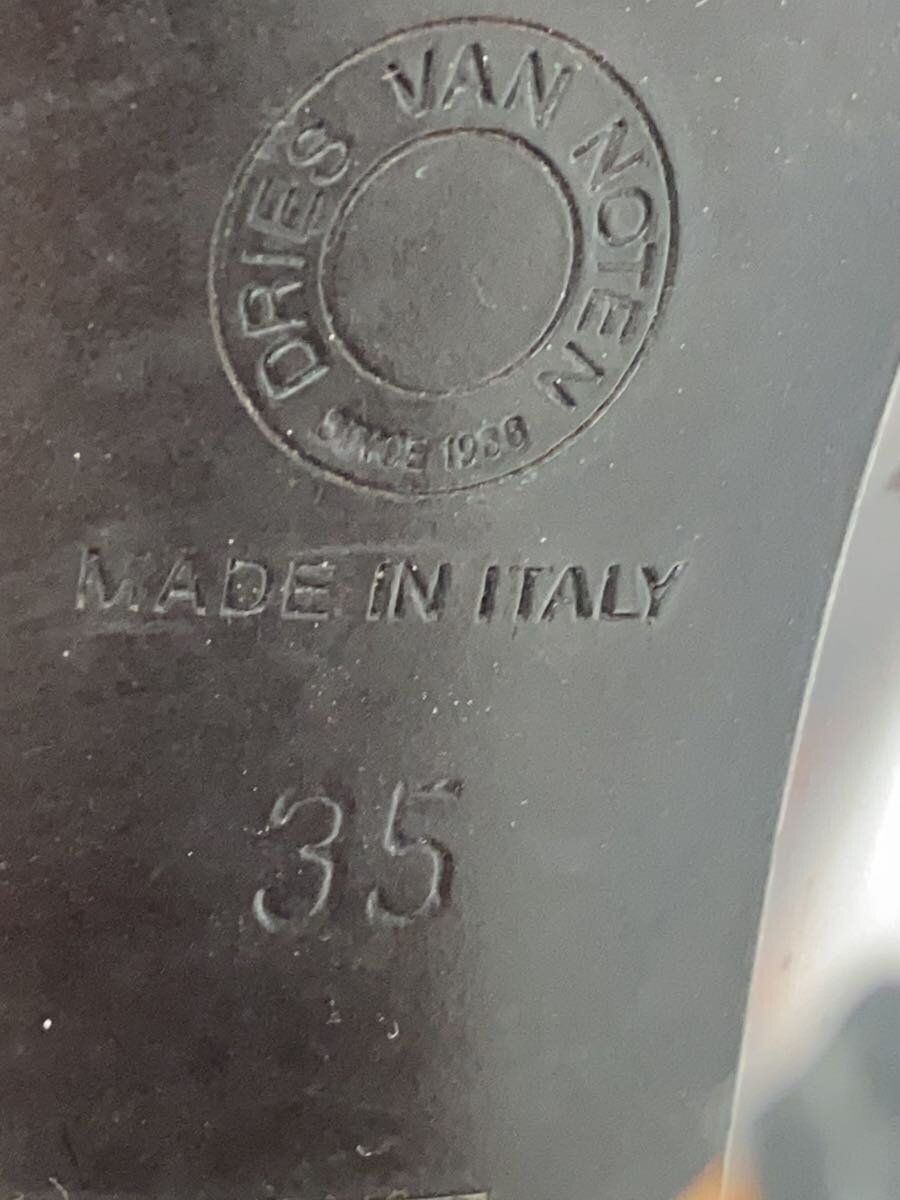 DRIES VAN NOTEN
SINCE 1986
MADE IN ITALY
35